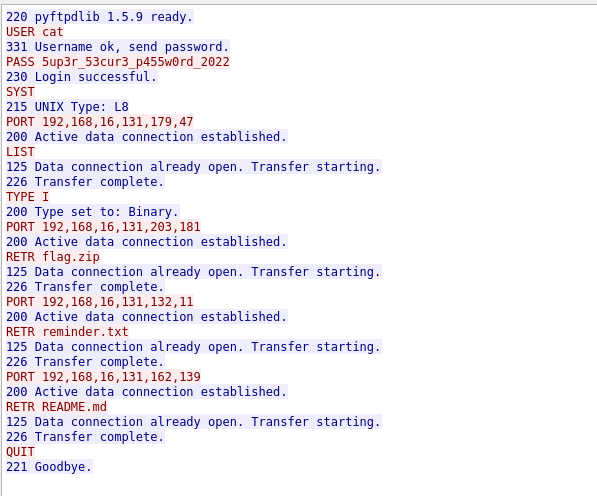 220 pyftpdlib 1.5.9 ready.
USER cat
331 Username ok, send password.
PASS 5up3r_53cur3_p455w0rd_2022
230 Login successful.
SYST
215 UNIX Type: L8
PORT 192,168,16,131,179,47
200 Active data connection established.
LIST
125 Data connection already open. Transfer starting.
226 Transfer complete.
TYPE I
200 Type set to: Binary.
PORT 192,168,16,131,203,181
200 Active data connection established.
RETR flag.zip
125 Data connection already open. Transfer starting.
226 Transfer complete.
PORT 192,168,16,131,132,11
200 Active data connection established.
RETR reminder.txt
125 Data connection already open. Transfer starting.
226 Transfer complete.
PORT 192,168,16,131,162,139
200 Active data connection established.
RETR README.md
125 Data connection already open. Transfer starting.
226 Transfer complete.
QUIT
221 Goodbye.